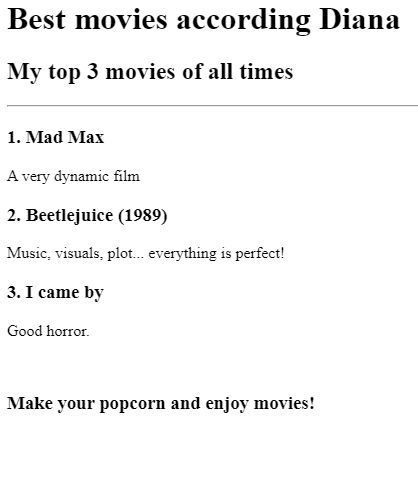 Best movies according Diana
My top 3 movies of all times
1. Mad Max
A very dynamic film
2. Beetlejuice (1989)
Music, visuals, plot... everything is perfect!
3. I came by
Good horror.
Make your popcorn and enjoy movies!